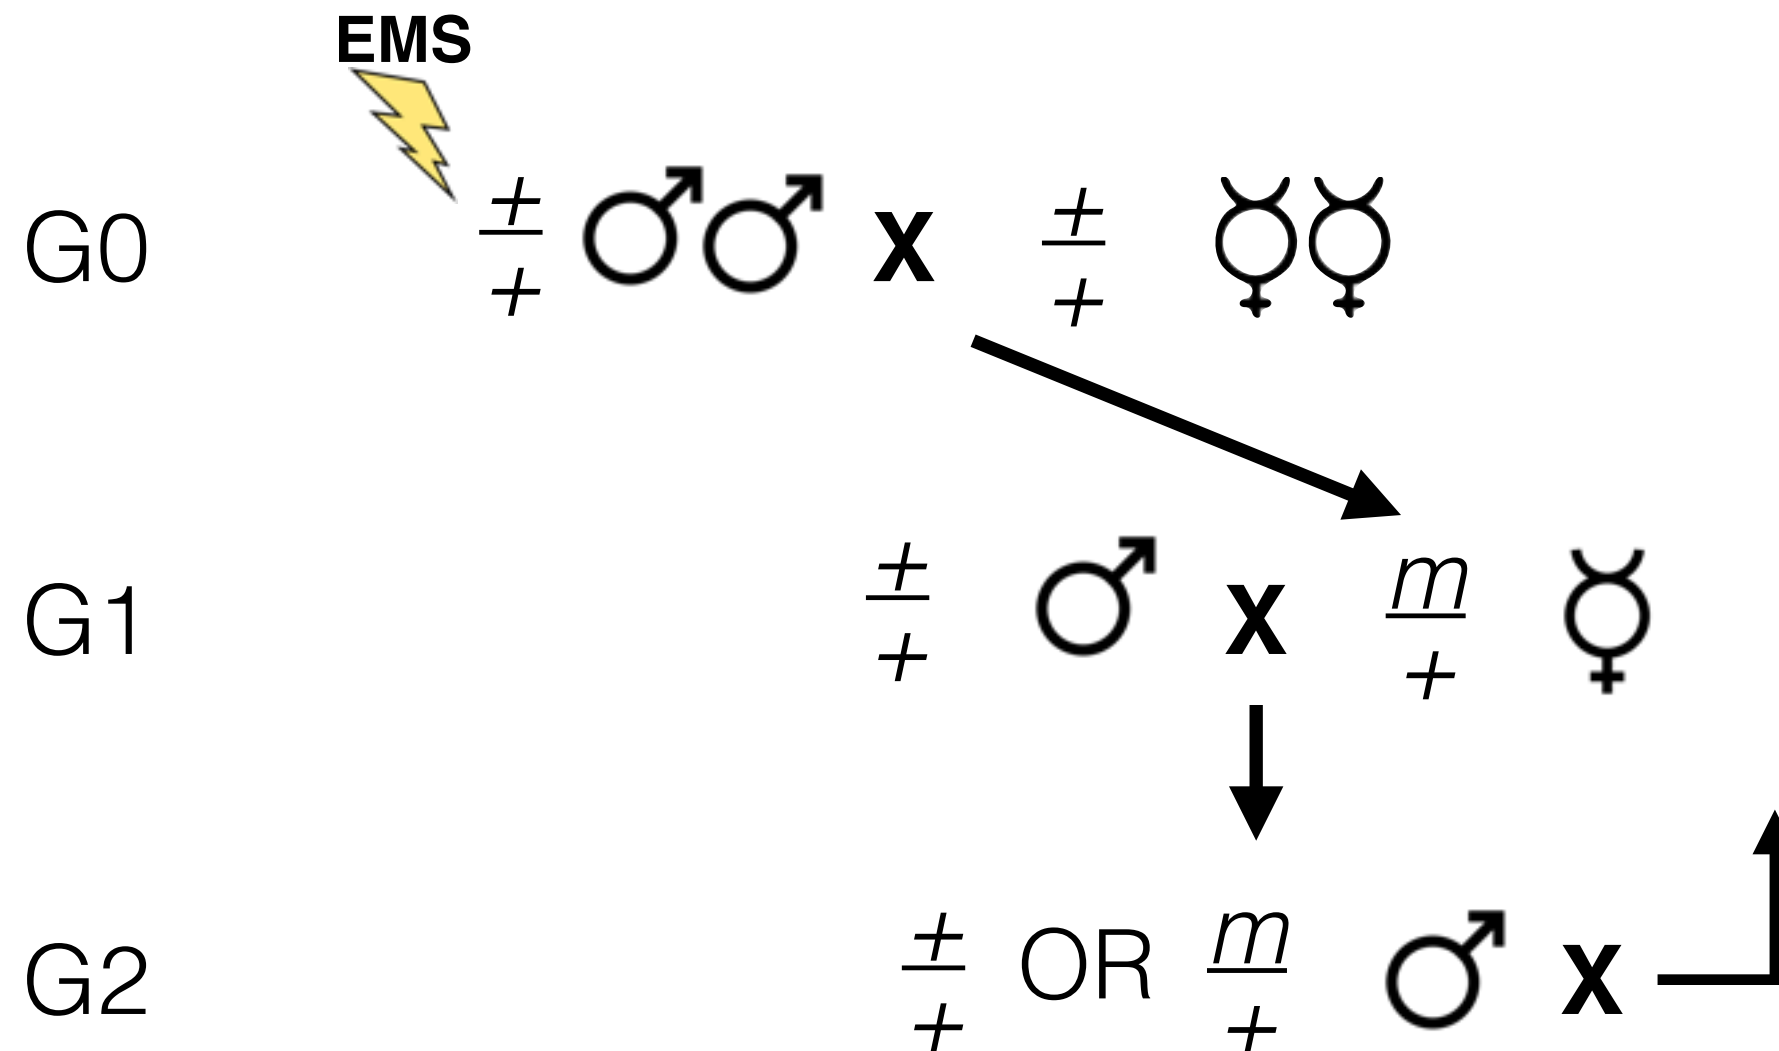 EMS
G0 + + X + +
G1 + + X m +
G2 + + OR m + X